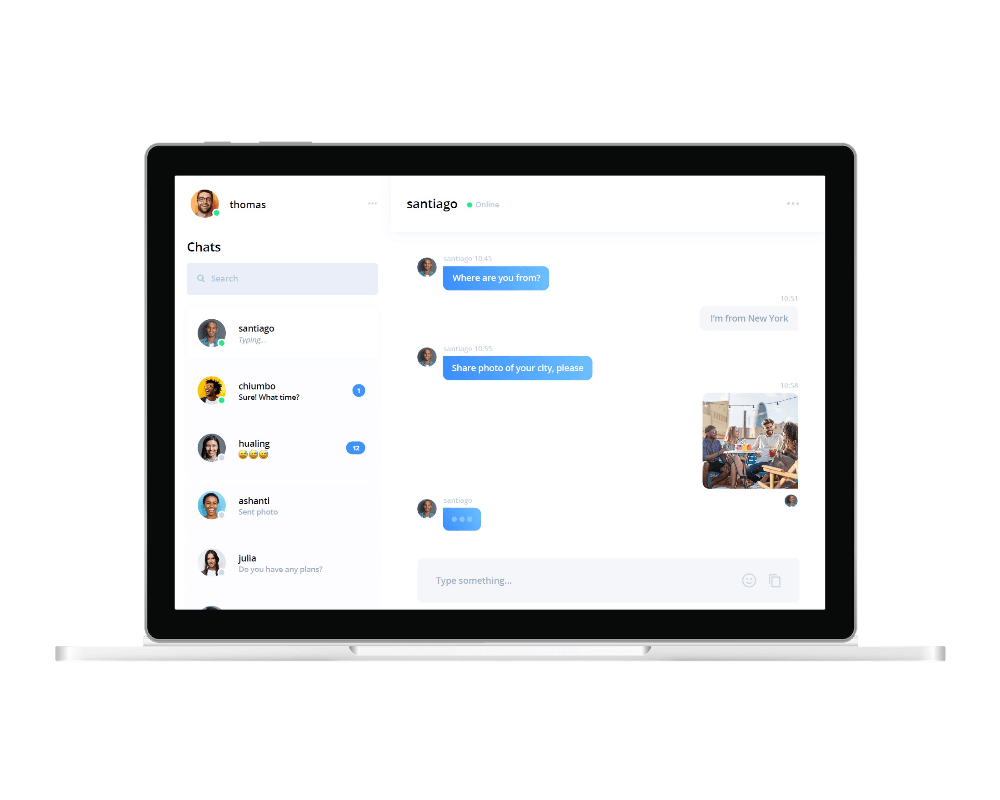 thomas
Chats
Search
santiago
Typing...
chiumbo
Sure! What time?
1
hualing
😅😅😅
12
ashanti
Sent photo
julia
Do you have any plans?
santiago
Online
santiago 10:45
Where are you from?
10:51
I'm from New York
santiago 10:55
Share photo of your city, please
10:58
santiago
Type something...